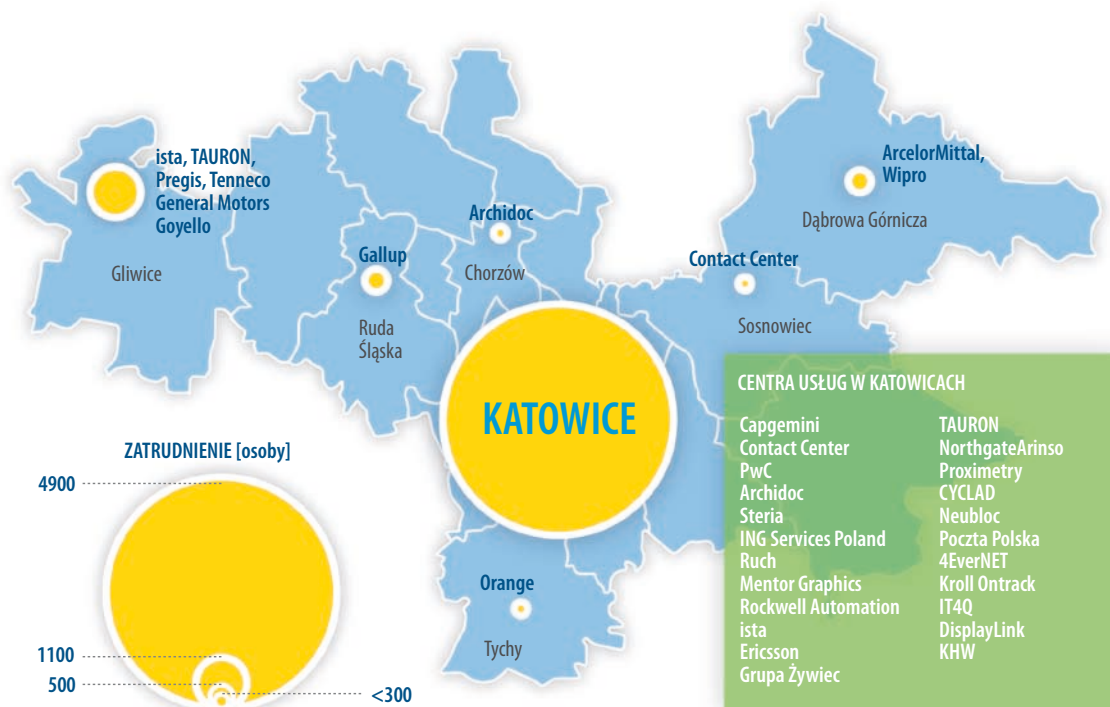 ista, TAURON,
Pregis, Tenneco
General Motors
Goyello
Gliwice
Gallup
Ruda
Śląska
Archidoc
Chorzów
ArcelorMittal,
Wipro
Dąbrowa Górnicza
Contact Center
Sosnowiec
KATOWICE
Orange
Tychy
ZATRUDNIENIE [osoby]
4900
1100
500
<300
CENTRA USŁUG W KATOWICACH
Capgemini
Contact Center
PwC
Archidoc
Steria
ING Services Poland
Ruch
Mentor Graphics
Rockwell Automation
ista
Ericsson
Grupa Żywiec
TAURON
NorthgateArinso
Proximetry
CYCLAD
Neubloc
Poczta Polska
4EverNET
Kroll Ontrack
IT4Q
DisplayLink
KHW